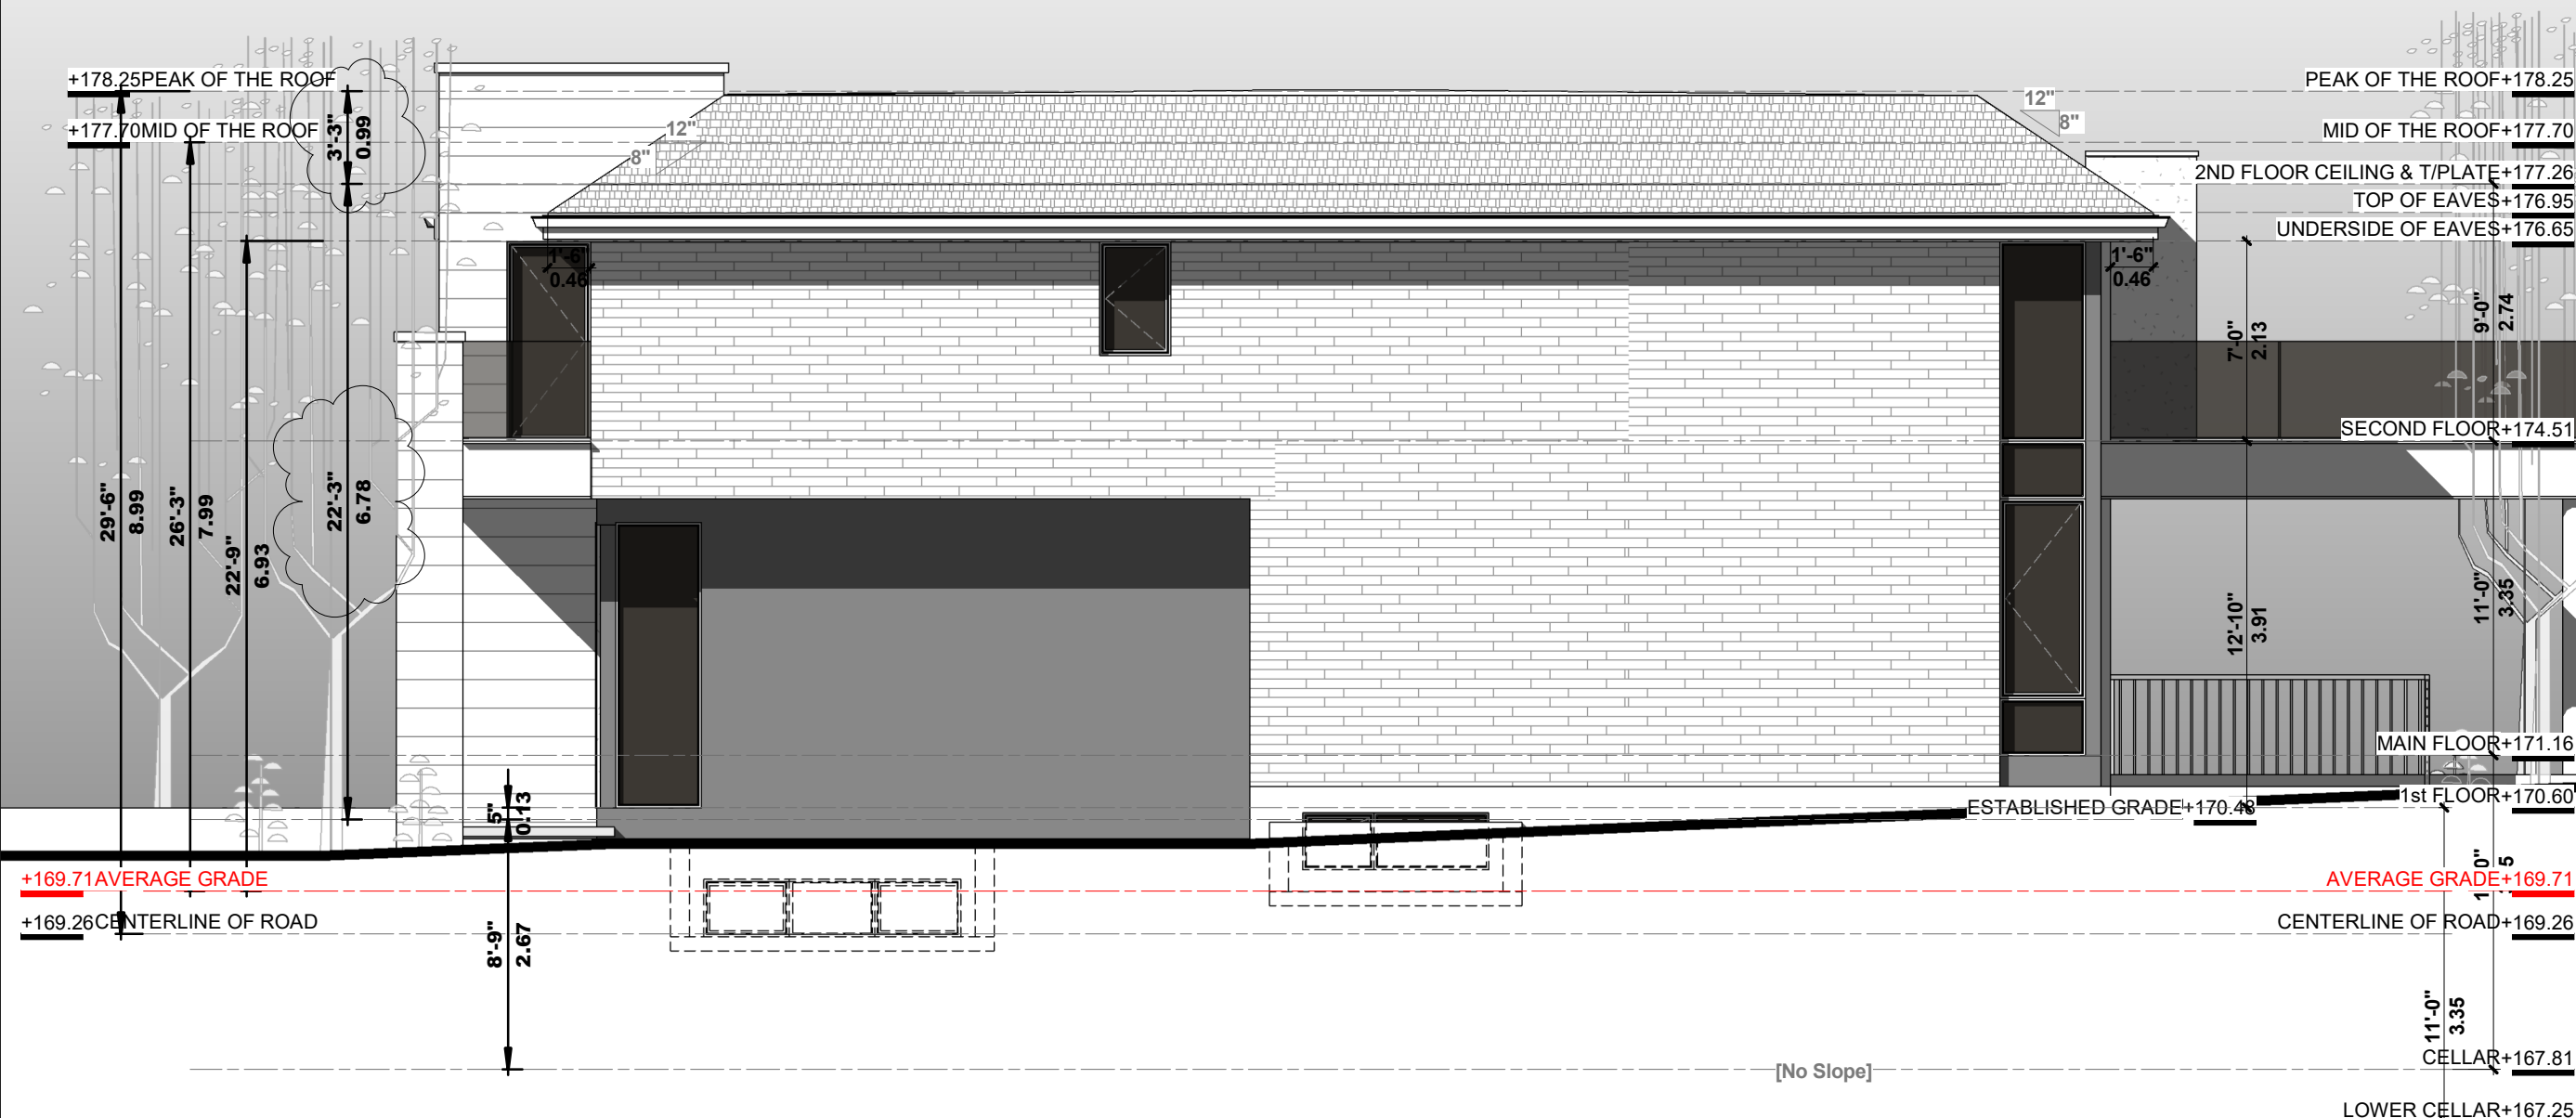 +178.25PEAK OF THE ROOF
PEAK OF THE ROOF+178.25
12"
8"
+177.70MID OF THE ROOF
MID OF THE ROOF+177.70
3'-3"
0.99
12"
8"
2ND FLOOR CEILING & T/PLATE+177.26
TOP OF EAVES+176.95
UNDERSIDE OF EAVES+176.65
1'-6"
0.46
1'-6"
0.46
9'-0"
2.74
7'-0"
2.13
SECOND FLOOR+174.51
29'-6"
8.99
26'-3"
7.99
22'-9"
6.93
22'-3"
6.78
11'-0"
3.35
12'-10"
3.91
MAIN FLOOR+171.16
1st FLOOR+170.60
ESTABLISHED GRADE+170.48
5"
0.13
+169.71AVERAGE GRADE
AVERAGE GRADE+169.71
+169.26CENTERLINE OF ROAD
CENTERLINE OF ROAD+169.26
8'-9"
2.67
11'-0"
3.35
CELLAR+167.81
[No Slope]
LOWER CELLAR+167.25